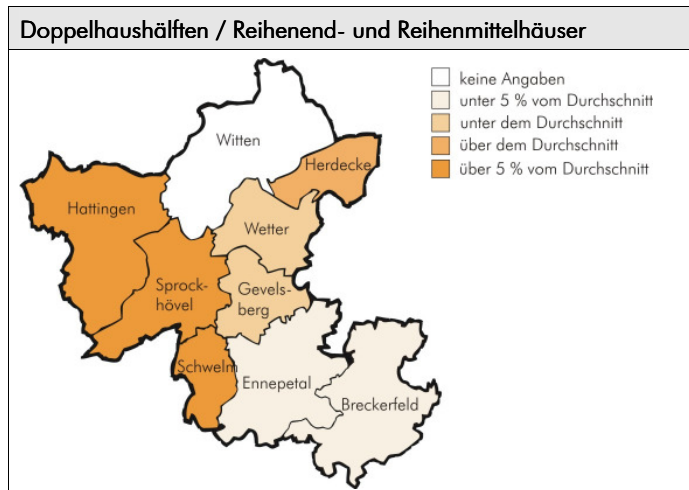 Doppelhaushälften / Reihenend- und Reihenmittelhäuser
keine Angaben
unter 5 % vom Durchschnitt
unter dem Durchschnitt
über dem Durchschnitt
über 5 % vom Durchschnitt
Witten
Herdecke
Hattingen
Wetter
Sprock-
hövel
Gevels-
berg
Schwelm
Ennepetal
Breckerfeld